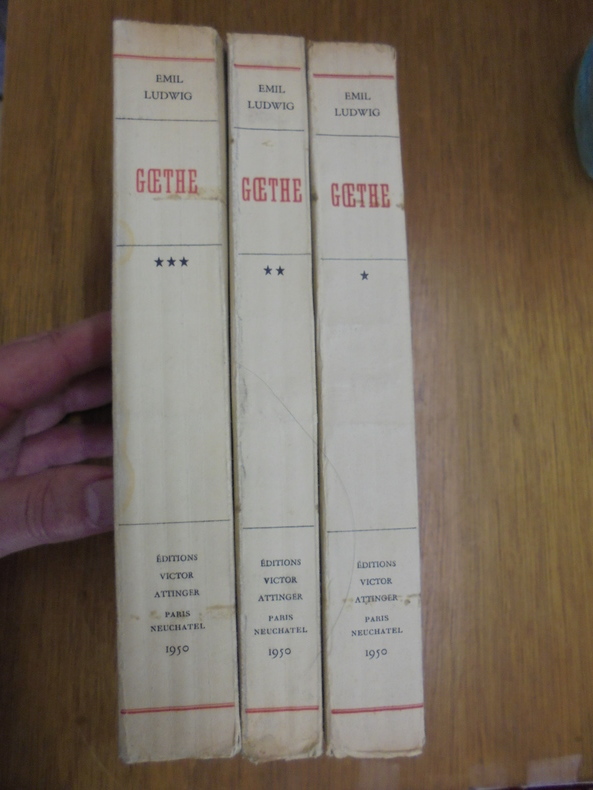 EMIL
LUDWIG
GŒTHE
★★★
ÉDITIONS
VICTOR
ATTINGER
PARIS
NEUCHATEL
1950
EMIL
LUDWIG
GŒTHE
★★
ÉDITIONS
VICTOR
ATTINGER
PARIS
NEUCHATEL
1950
EMIL
LUDWIG
GŒTHE
★
ÉDITIONS
VICTOR
ATTINGER
PARIS
NEUCHATEL
1950